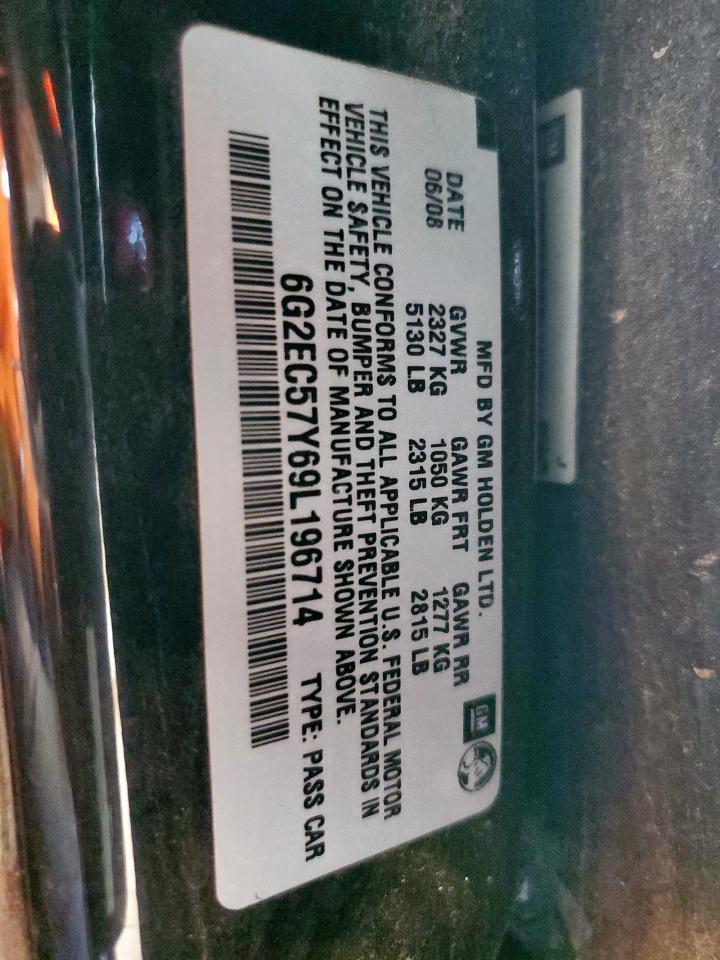 MFD BY GM HOLDEN LTD.
GM
DATE GVWR GAWR FRT GAWR RR
06/08 2327 KG 1050 KG 1277 KG
5130 LB 2315 LB 2815 LB
THIS VEHICLE CONFORMS TO ALL APPLICABLE U.S. FEDERAL MOTOR
VEHICLE SAFETY, BUMPER AND THEFT PREVENTION STANDARDS IN
EFFECT ON THE DATE OF MANUFACTURE SHOWN ABOVE.
6G2EC57Y69L196714 TYPE: PASS CAR